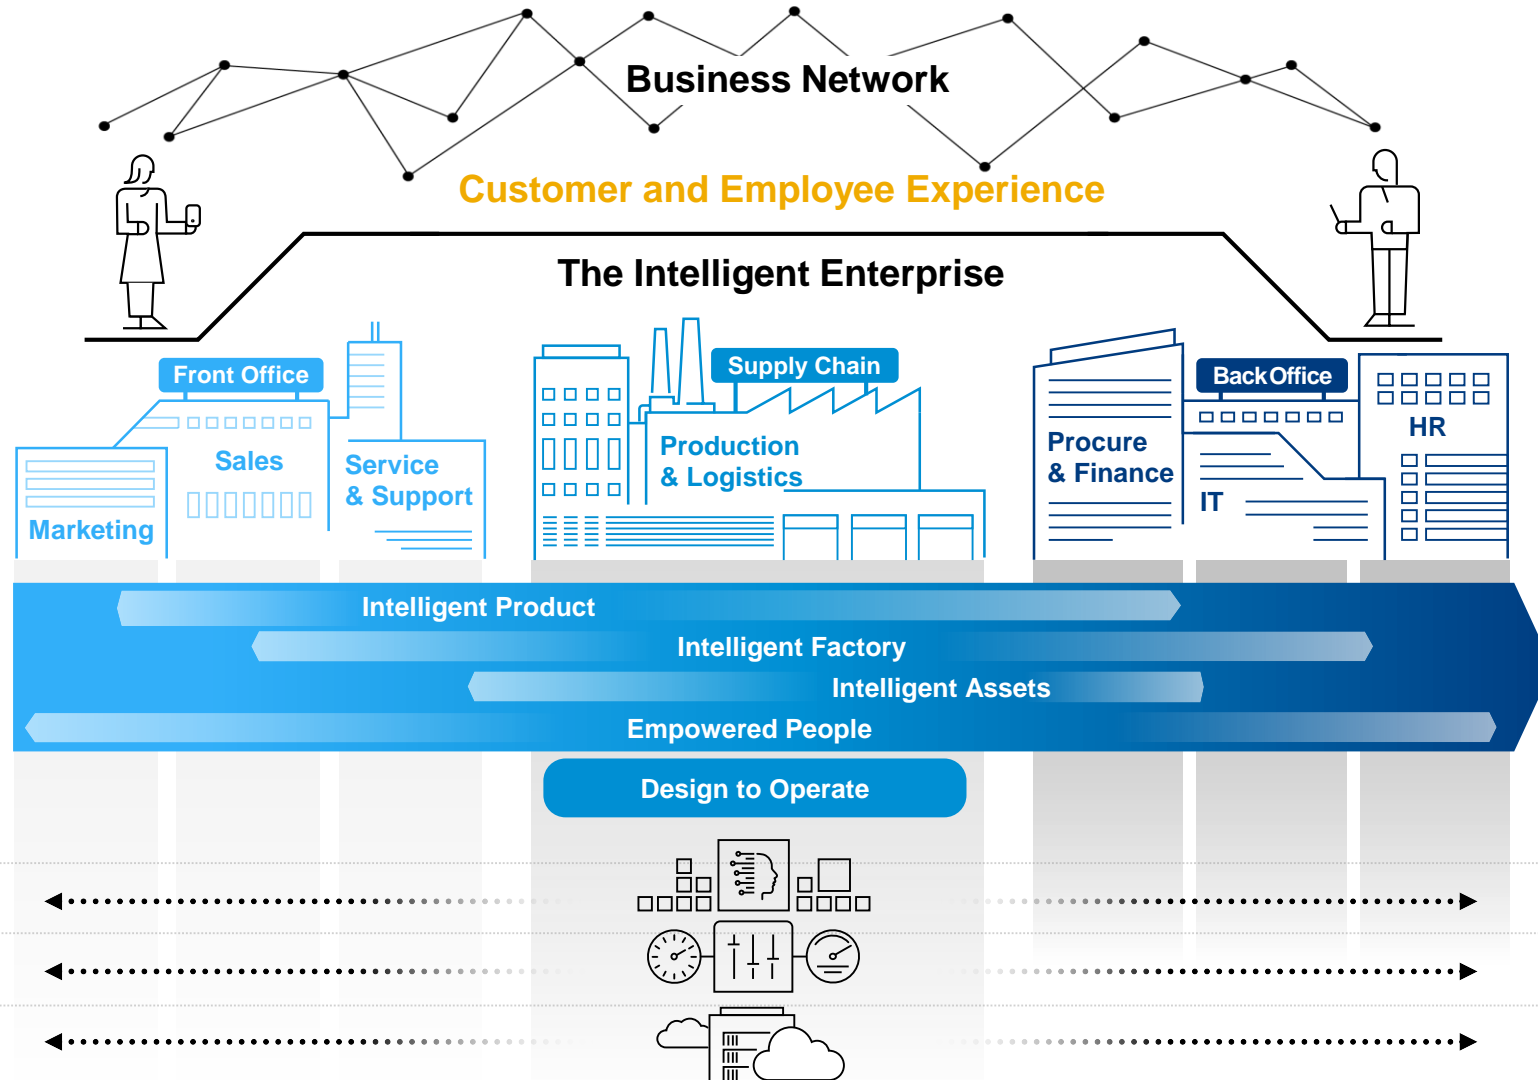 Business Network
Customer and Employee Experience
The Intelligent Enterprise
Front Office
Supply Chain
Back Office
Marketing
Sales
Service
& Support
Production
& Logistics
Procure
& Finance
IT
HR
Intelligent Product
Intelligent Factory
Intelligent Assets
Empowered People
Design to Operate